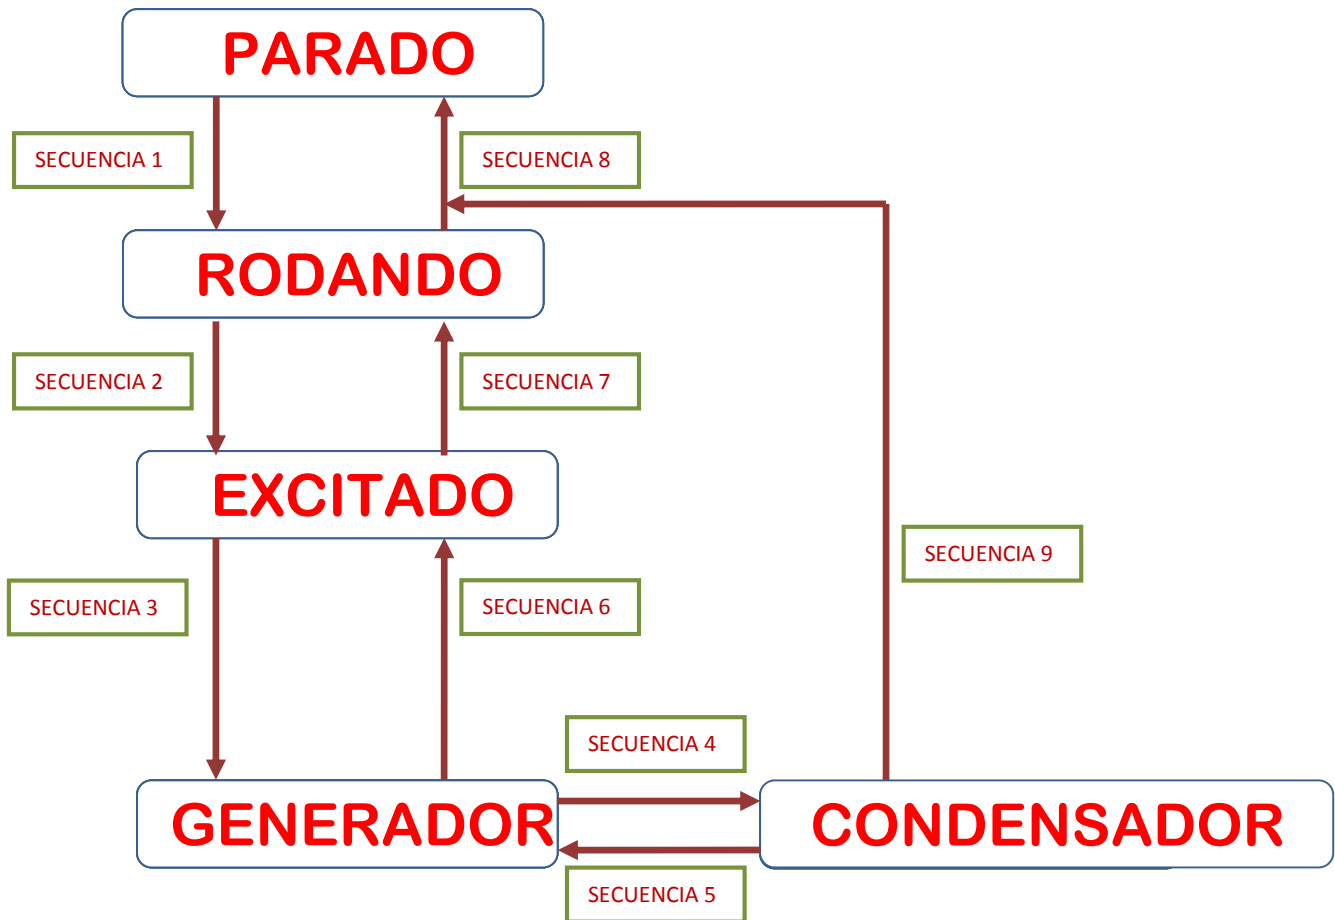 PARADO
SECUENCIA 1
SECUENCIA 8
RODANDO
SECUENCIA 2
SECUENCIA 7
EXCITADO
SECUENCIA 9
SECUENCIA 3
SECUENCIA 6
SECUENCIA 4
GENERADOR
CONDENSADOR
SECUENCIA 5